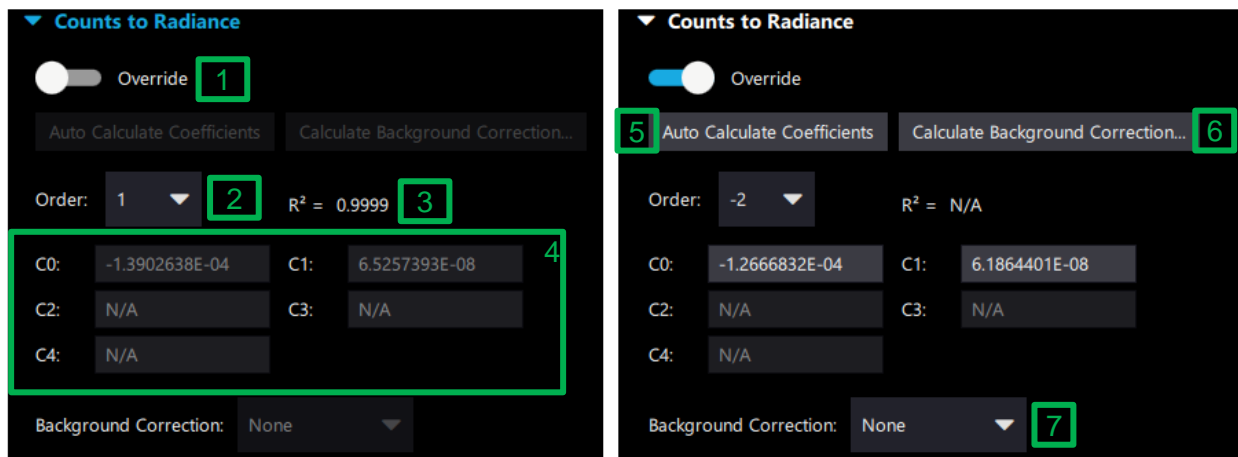 Counts to Radiance
Override 1
Auto Calculate Coefficients Calculate Background Correction...
Order: 1 2 R² = 0.9999 3
4
C0: -1.3902638E-04 C1: 6.5257393E-08
C2: N/A C3: N/A
C4: N/A
Background Correction: None
Counts to Radiance
Override
5 Auto Calculate Coefficients Calculate Background Correction... 6
Order: -2 R² = N/A
C0: -1.2666832E-04 C1: 6.1864401E-08
C2: N/A C3: N/A
C4: N/A
Background Correction: None 7